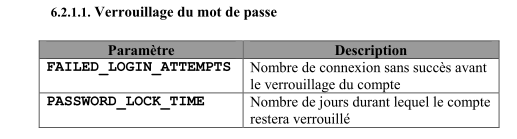 6.2.1.1. Verrouillage du mot de passe
Paramètre Description
FAILED_LOGIN_ATTEMPTS Nombre de connexion sans succès avant
le verrouillage du compte
PASSWORD_LOCK_TIME Nombre de jours durant lequel le compte
restera verrouillé